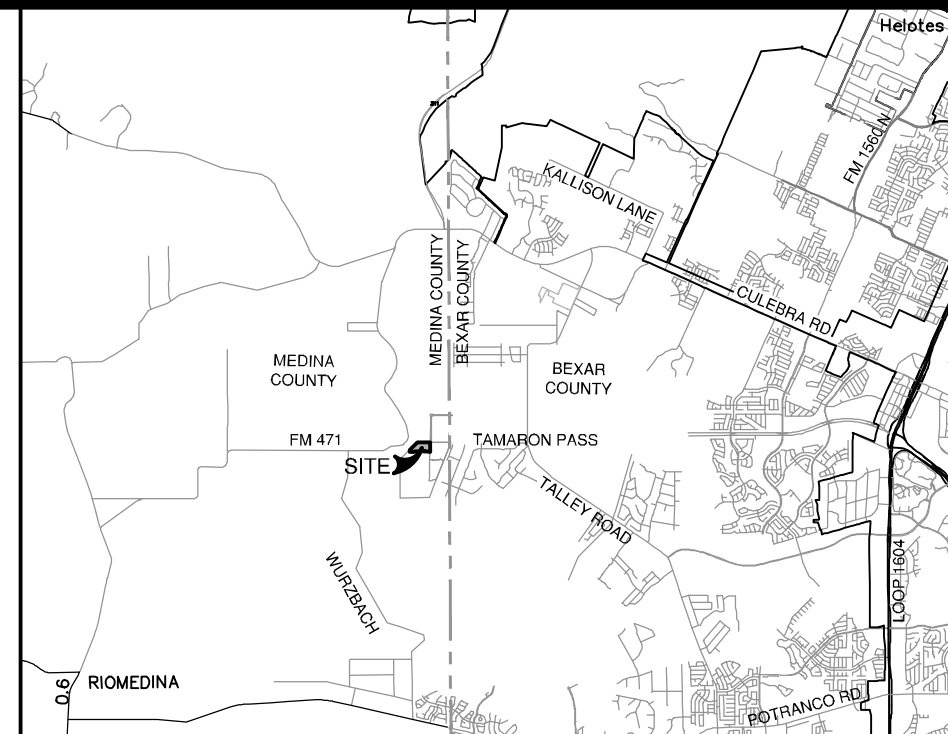 Helotes
FM 1560 N
KALLISON LANE
MEDINA COUNTY
BEXAR COUNTY
CULEBRA RD.
MEDINA
COUNTY
BEXAR
COUNTY
FM 471
TAMARON PASS
SITE
TALLEY ROAD
WURZBACH
LOOP 1604
RIOMEDINA
0.6
POTRANCO RD.